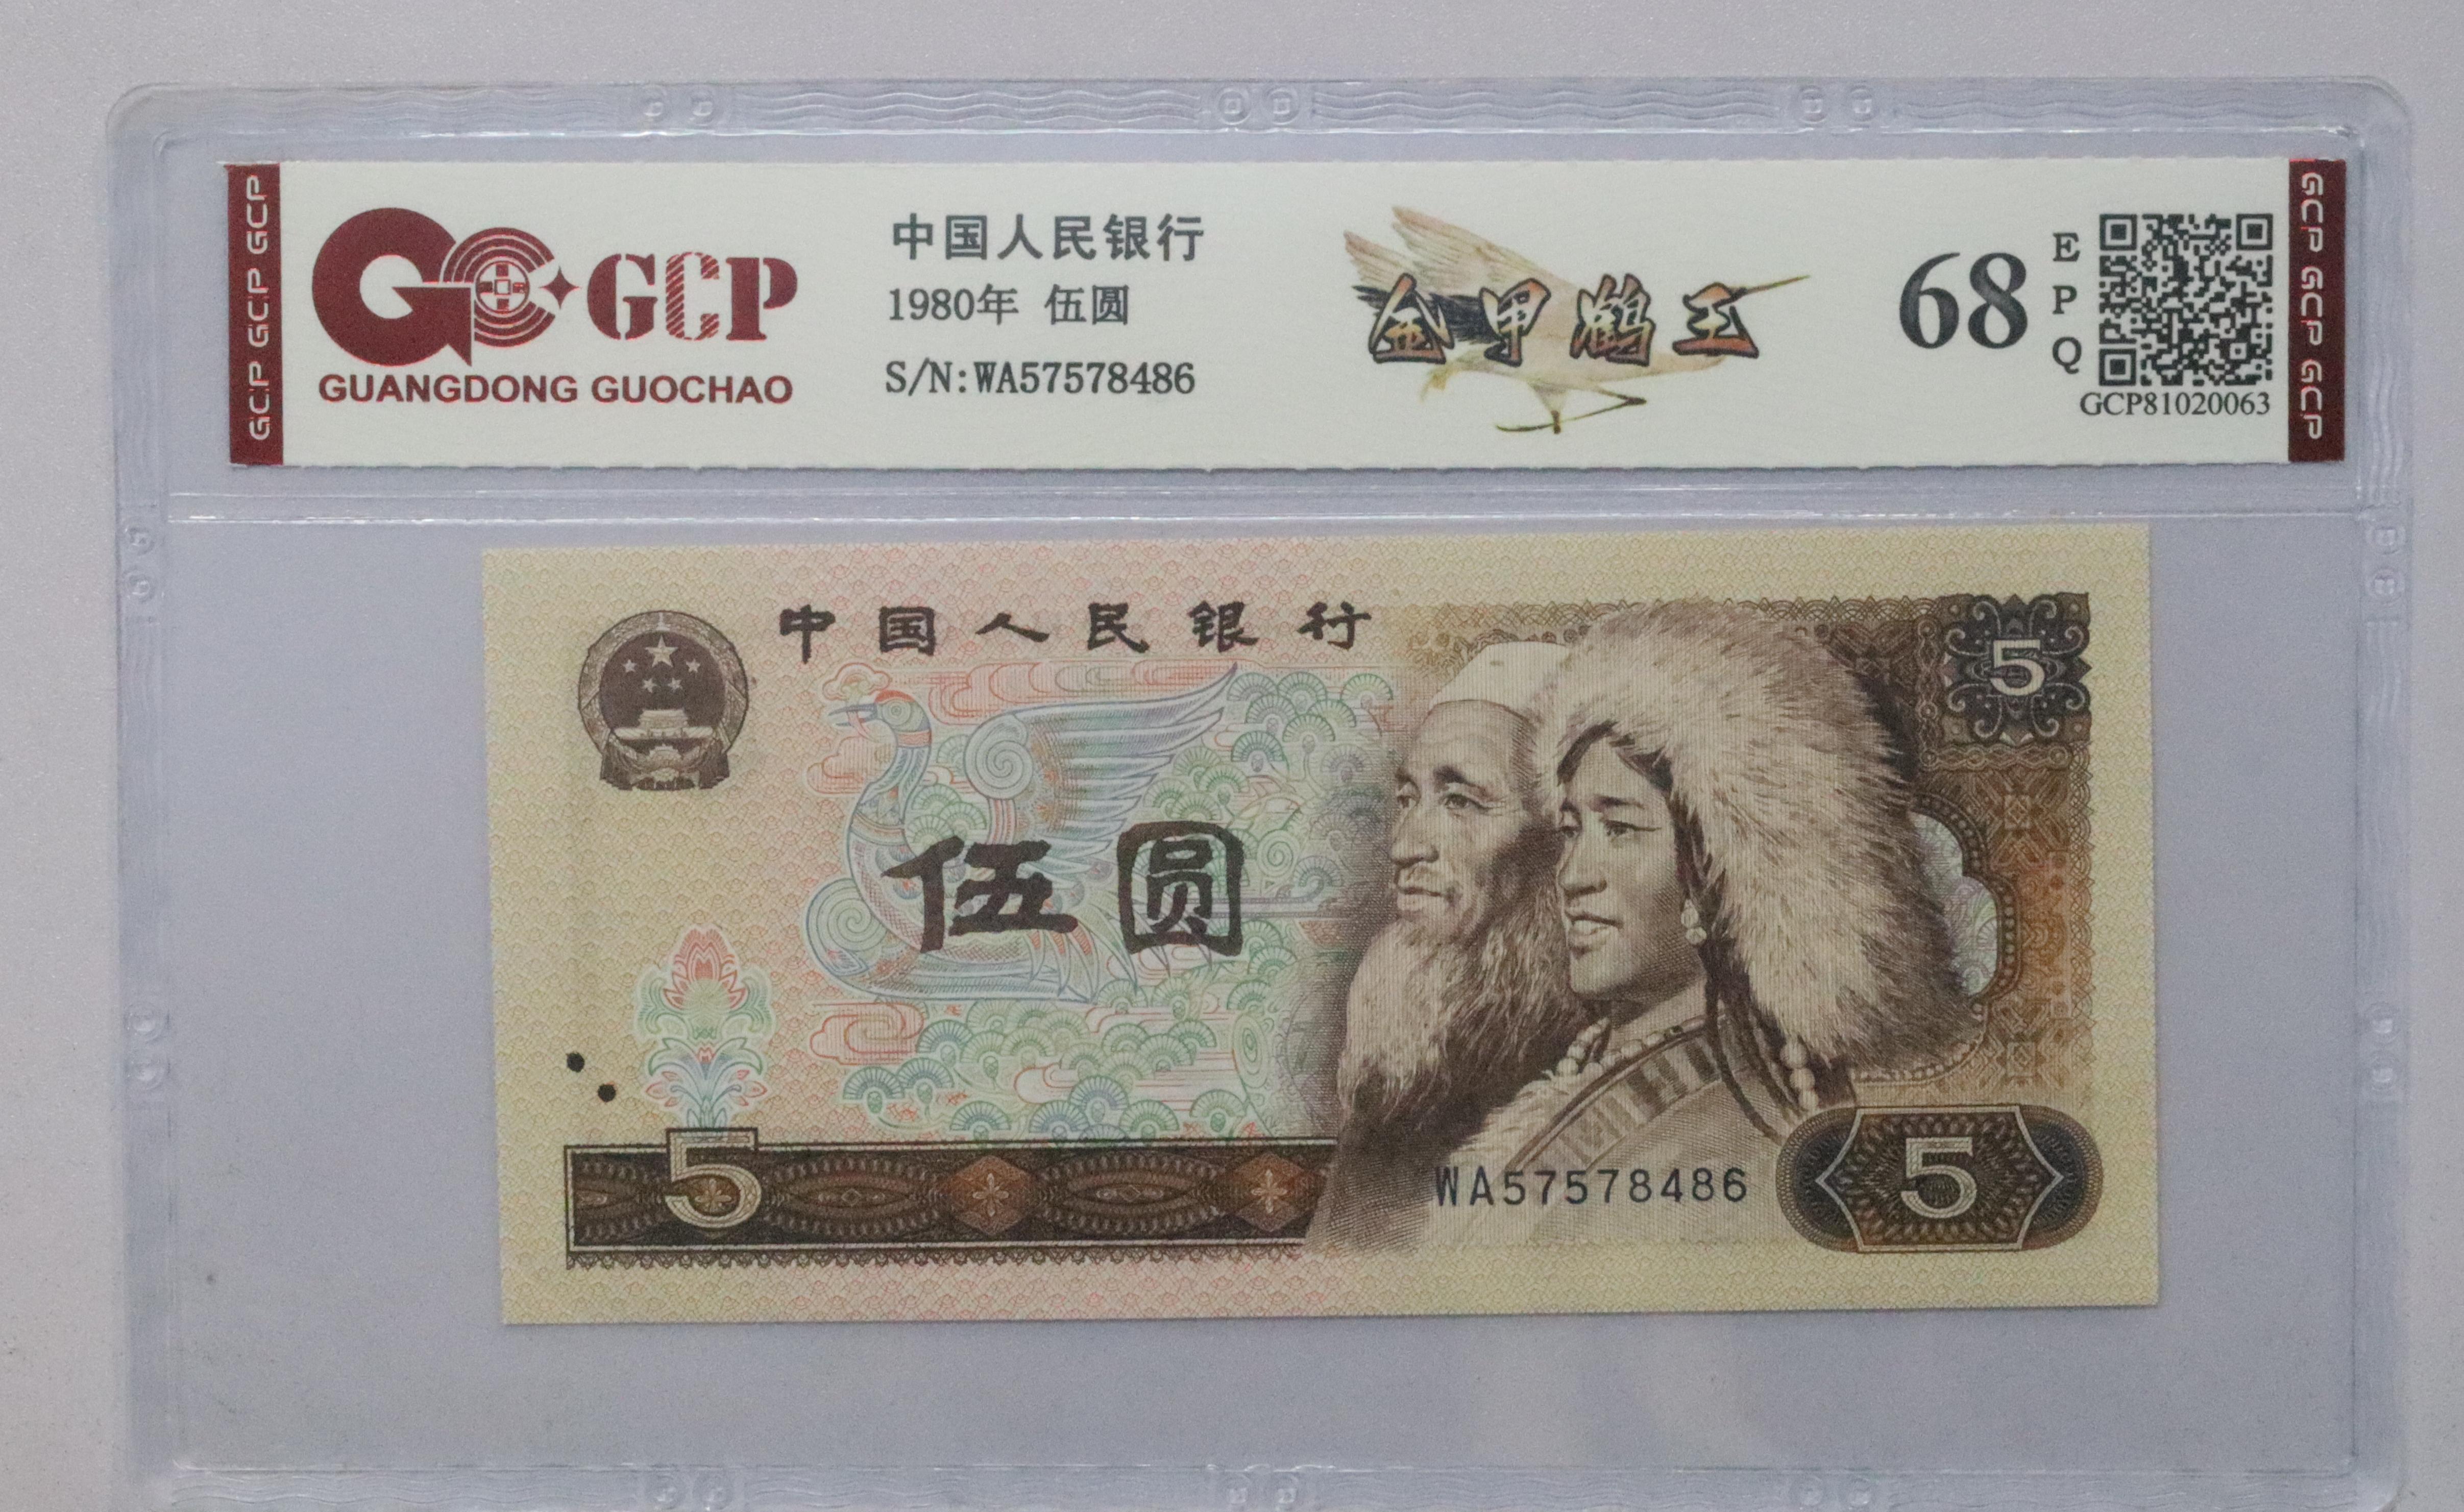 GCP GCP GCP
GCP
GUANGDONG GUOCHAO
中国人民银行
1980年 伍圆
S/N:WA57578486
金甲鹤王
68
EPQ
GCP81020063
GCP GCP GCP
中国人民银行
5
伍圆
5
WA57578486
5